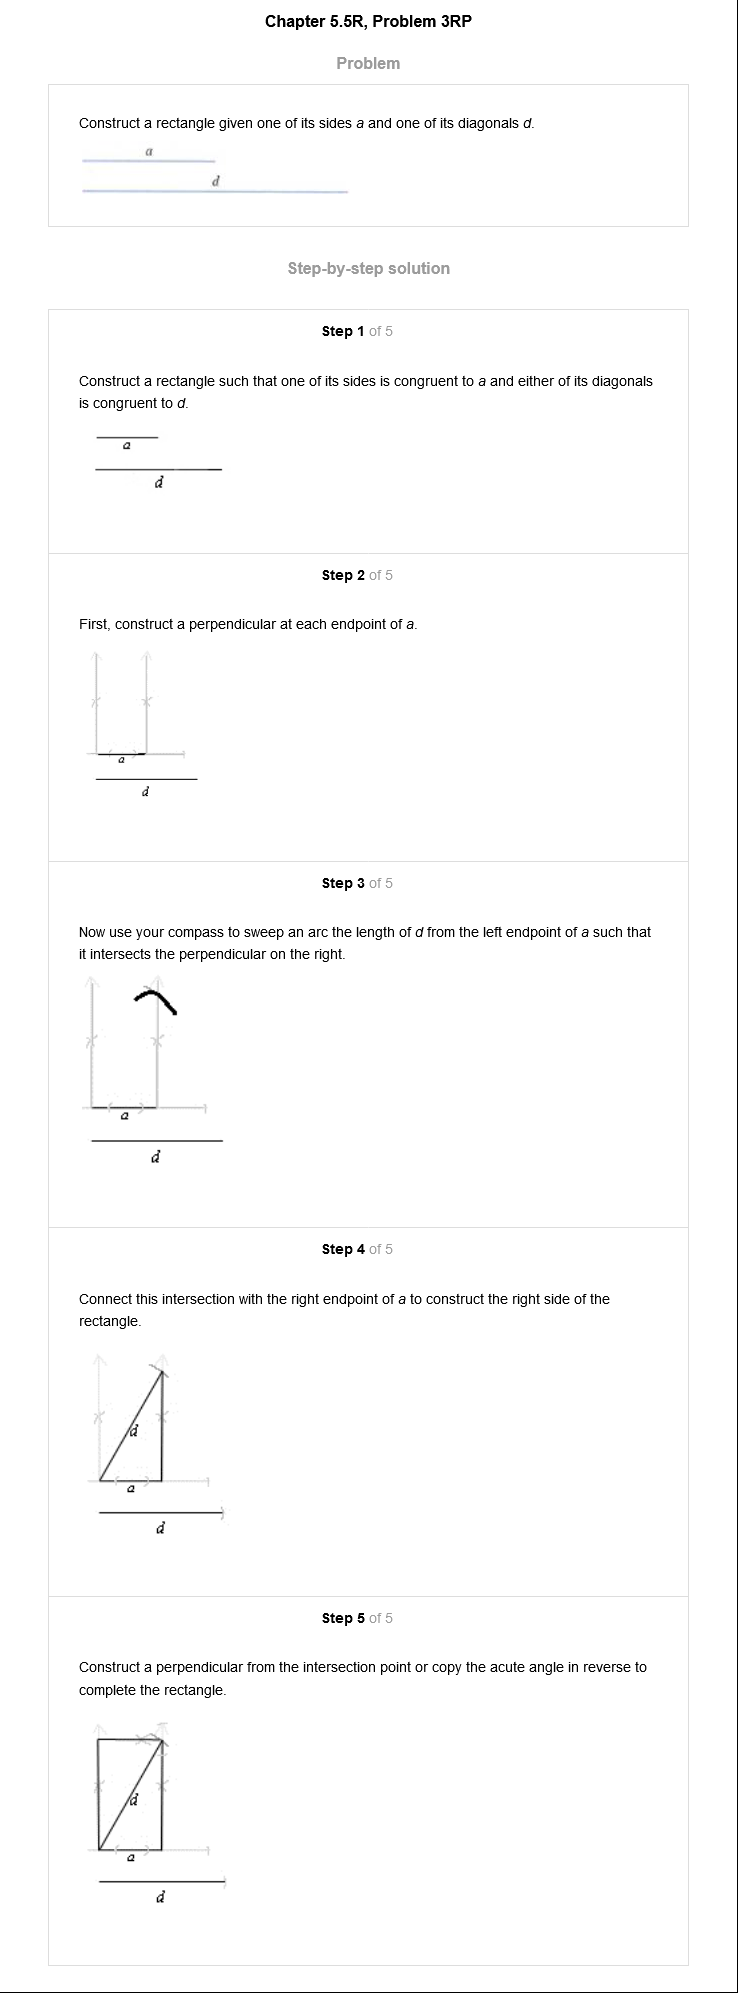 Chapter 5.5R, Problem 3RP
Problem
Construct a rectangle given one of its sides a and one of its diagonals d.
a
d
Step-by-step solution
Step 1 of 5
Construct a rectangle such that one of its sides is congruent to a and either of its diagonals
is congruent to d.
a
d
Step 2 of 5
First, construct a perpendicular at each endpoint of a.
a
d
Step 3 of 5
Now use your compass to sweep an arc the length of d from the left endpoint of a such that
it intersects the perpendicular on the right.
a
d
Step 4 of 5
Connect this intersection with the right endpoint of a to construct the right side of the
rectangle.
d
a
d
Step 5 of 5
Construct a perpendicular from the intersection point or copy the acute angle in reverse to
complete the rectangle.
d
a
d